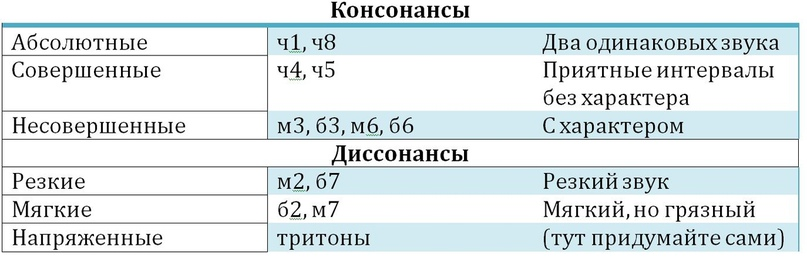 Консонансы
Абсолютные ч1, ч8 Два одинаковых звука
Совершенные ч4, ч5 Приятные интервалы
без характера
Несовершенные м3, б3, м6, б6 С характером
Диссонансы
Резкие м2, б7 Резкий звук
Мягкие б2, м7 Мягкий, но грязный
Напряженные тритоны (тут придумайте сами)